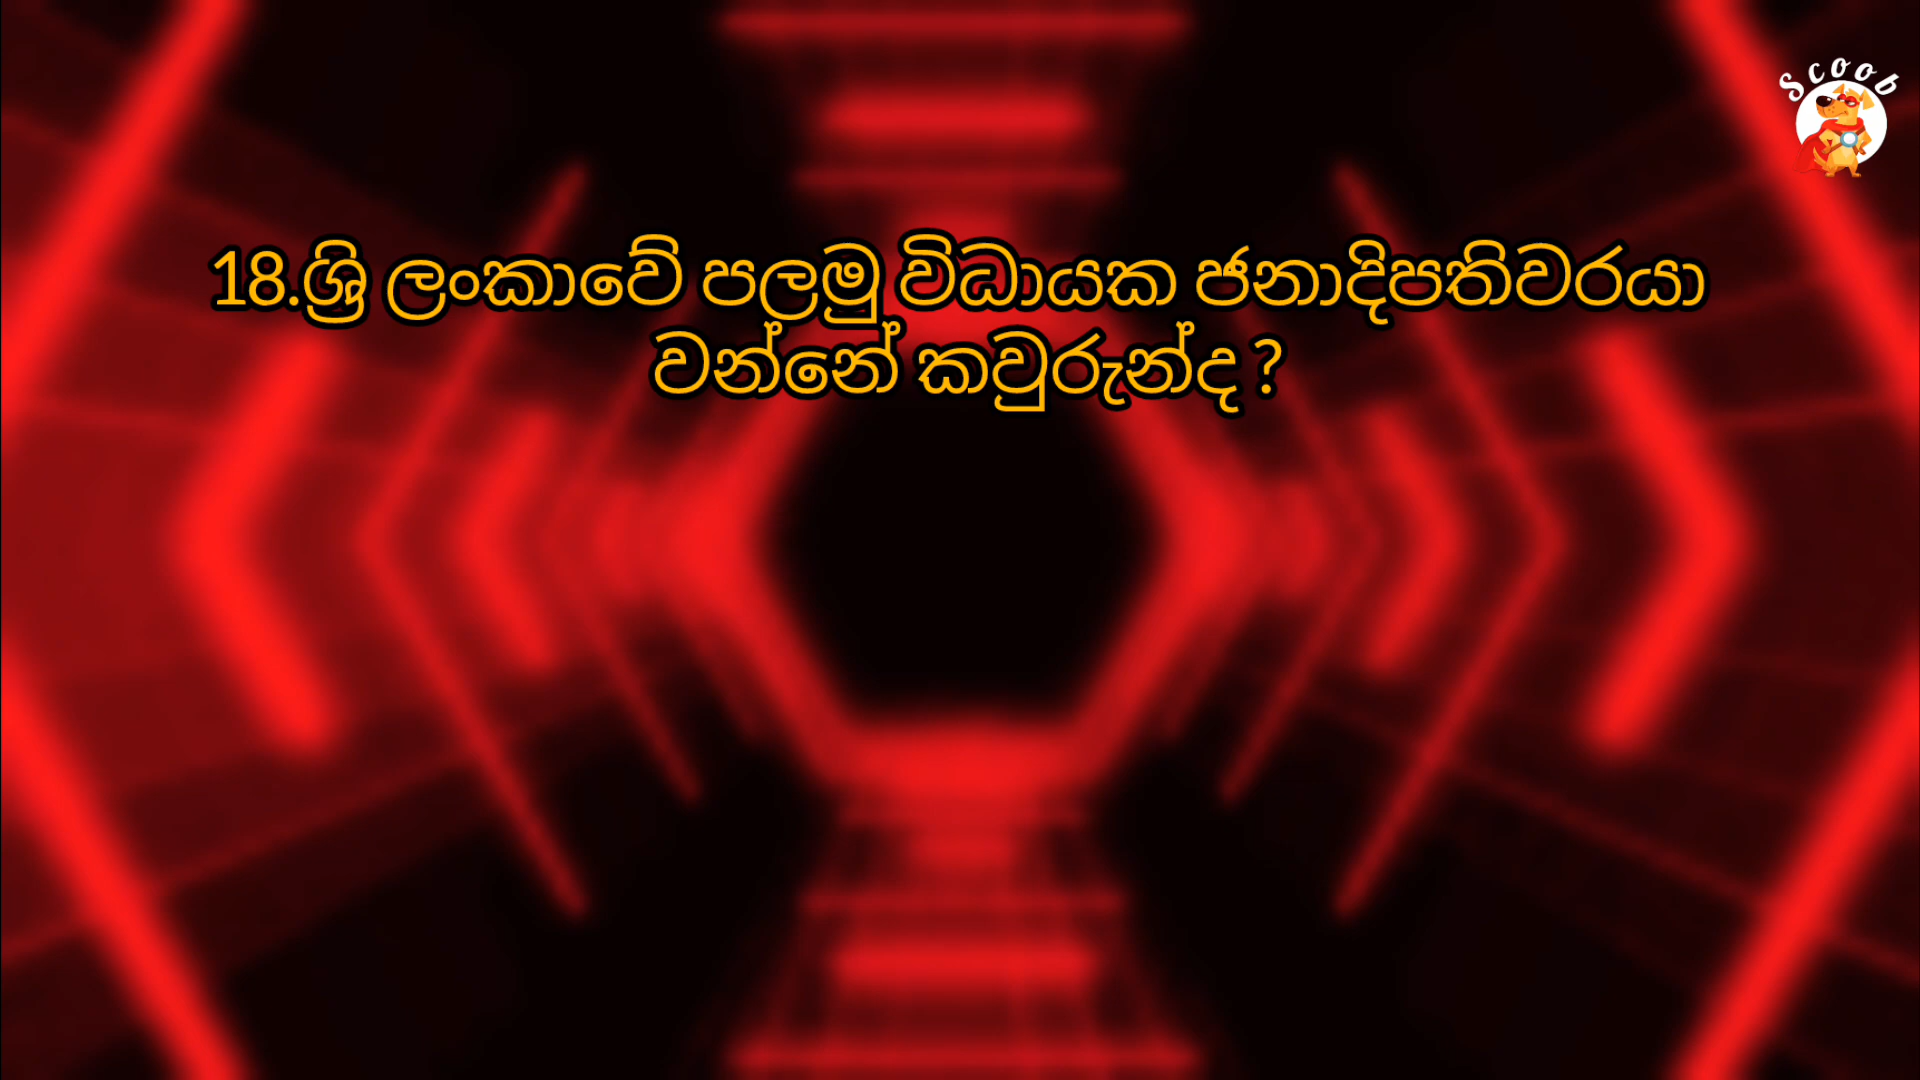 Scoob
18.ශ්‍රි ලංකාවේ පලමු විධායක ජනාදිපතිවරයා
වන්නේ කවුරුන්ද ?